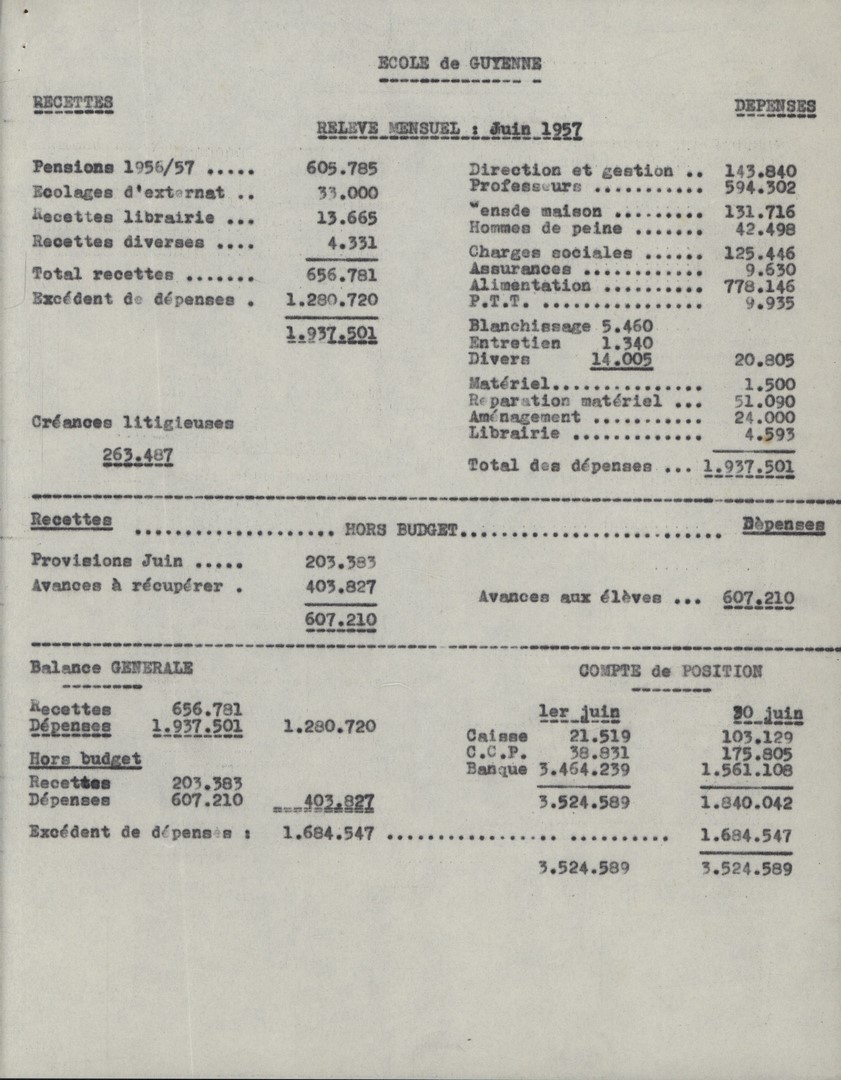 ECOLE de GUYENNE
RECETTES
DEPENSES
RELEVE MENSUEL : Juin 1957
Pensions 1956/57 ..... 605.785
Ecolages d'externat .. 33.000
Recettes librairie ... 13.665
Recettes diverses .... 4.331
Total recettes ....... 656.781
Excédent de dépenses . 1.280.720
1.937.501
Créances litigieuses
263.487
Direction et gestion .. 143.840
Professeurs ........... 594.302
ensde maison ......... 131.716
Hommes de peine ....... 42.498
Charges sociales ...... 125.446
Assurances ............ 9.630
Alimentation .......... 778.146
P.T.T. ................ 9.935
Blanchissage 5.460
Entretien 1.340
Divers 14.005 20.805
Matériel............... 1.500
Reparation matériel ... 51.090
Aménagement ........... 24.000
Librairie ............. 4.593
Total des dépenses ... 1.937.501
Recettes .................... HORS BUDGET.......................... Dèpenses
Provisions Juin ..... 203.383
Avances à récupérer . 403.827
607.210
Avances aux élèves ... 607.210
Balance GENERALE
Recettes 656.781
Dépenses 1.937.501 1.280.720
Hors budget
Recettes 203.383
Dépenses 607.210 403.827
COMPTE de POSITION
1er juin 30 juin
Caisse 21.519 103.129
C.C.P. 38.831 175.805
Banque 3.464.239 1.561.108
3.524.589 1.840.042
Excédent de dépenses : 1.684.547 ................ .......... 1.684.547
3.524.589 3.524.589